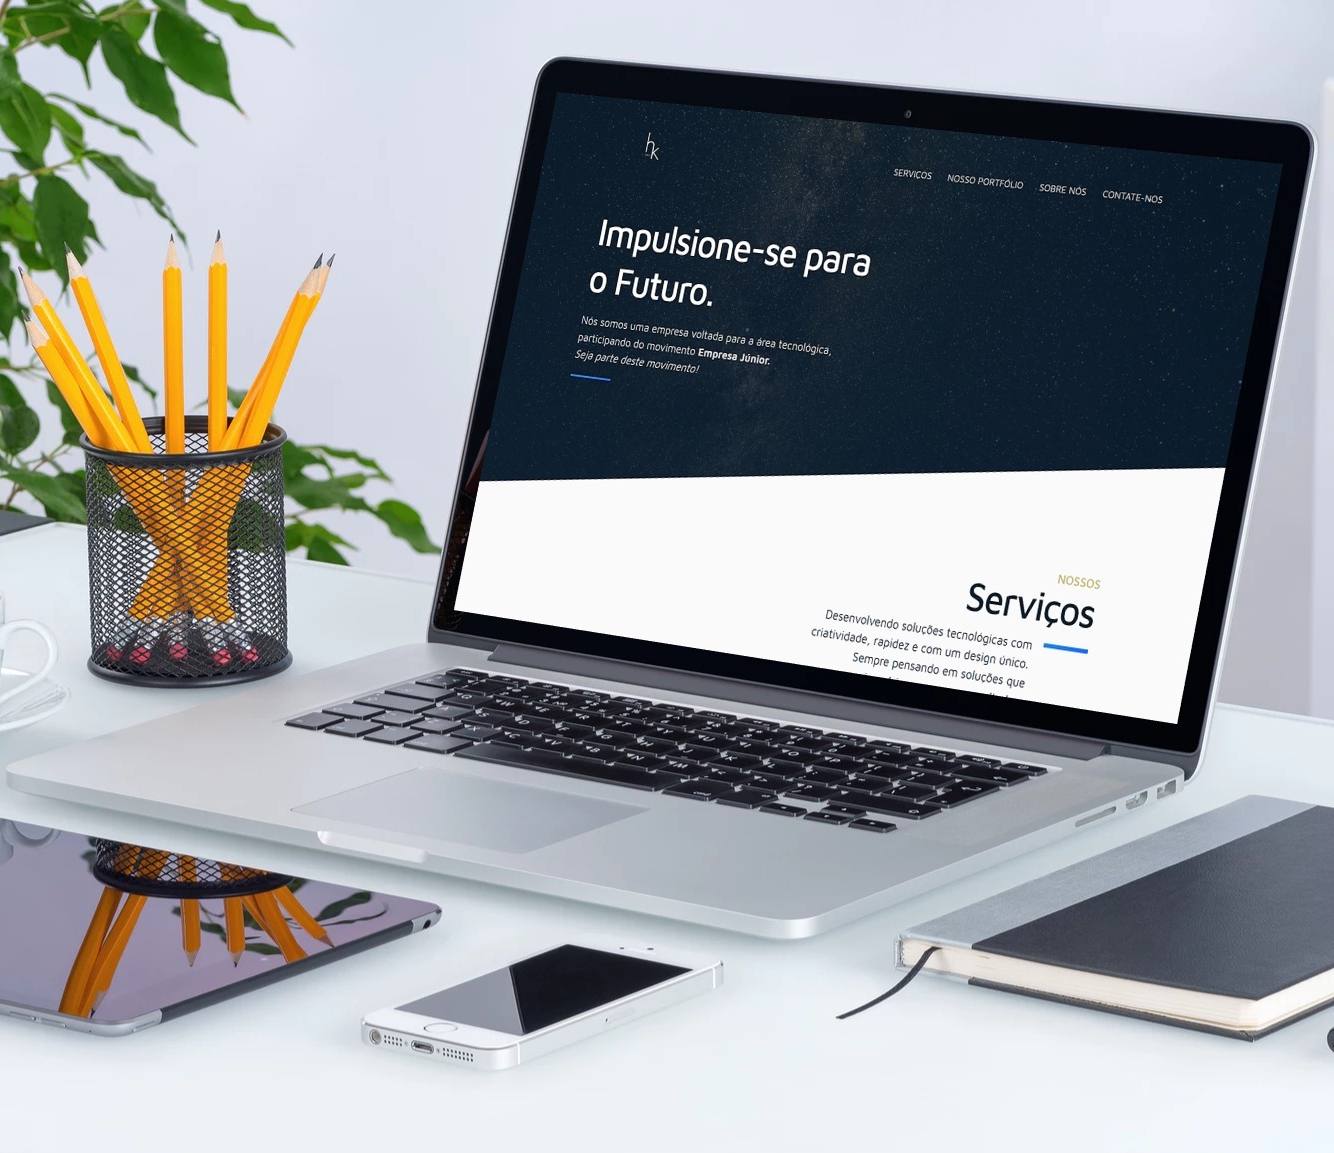 hk
SERVIÇOS NOSSO PORTFÓLIO SOBRE NÓS CONTATE-NOS
Impulsione-se para
o Futuro.
Nós somos uma empresa voltada para a área tecnológica,
participando do movimento Empresa Júnior.
Seja parte deste movimento!
NOSSOS
Serviços
Desenvolvendo soluções tecnológicas com
criatividade, rapidez e com um design único.
Sempre pensando em soluções que